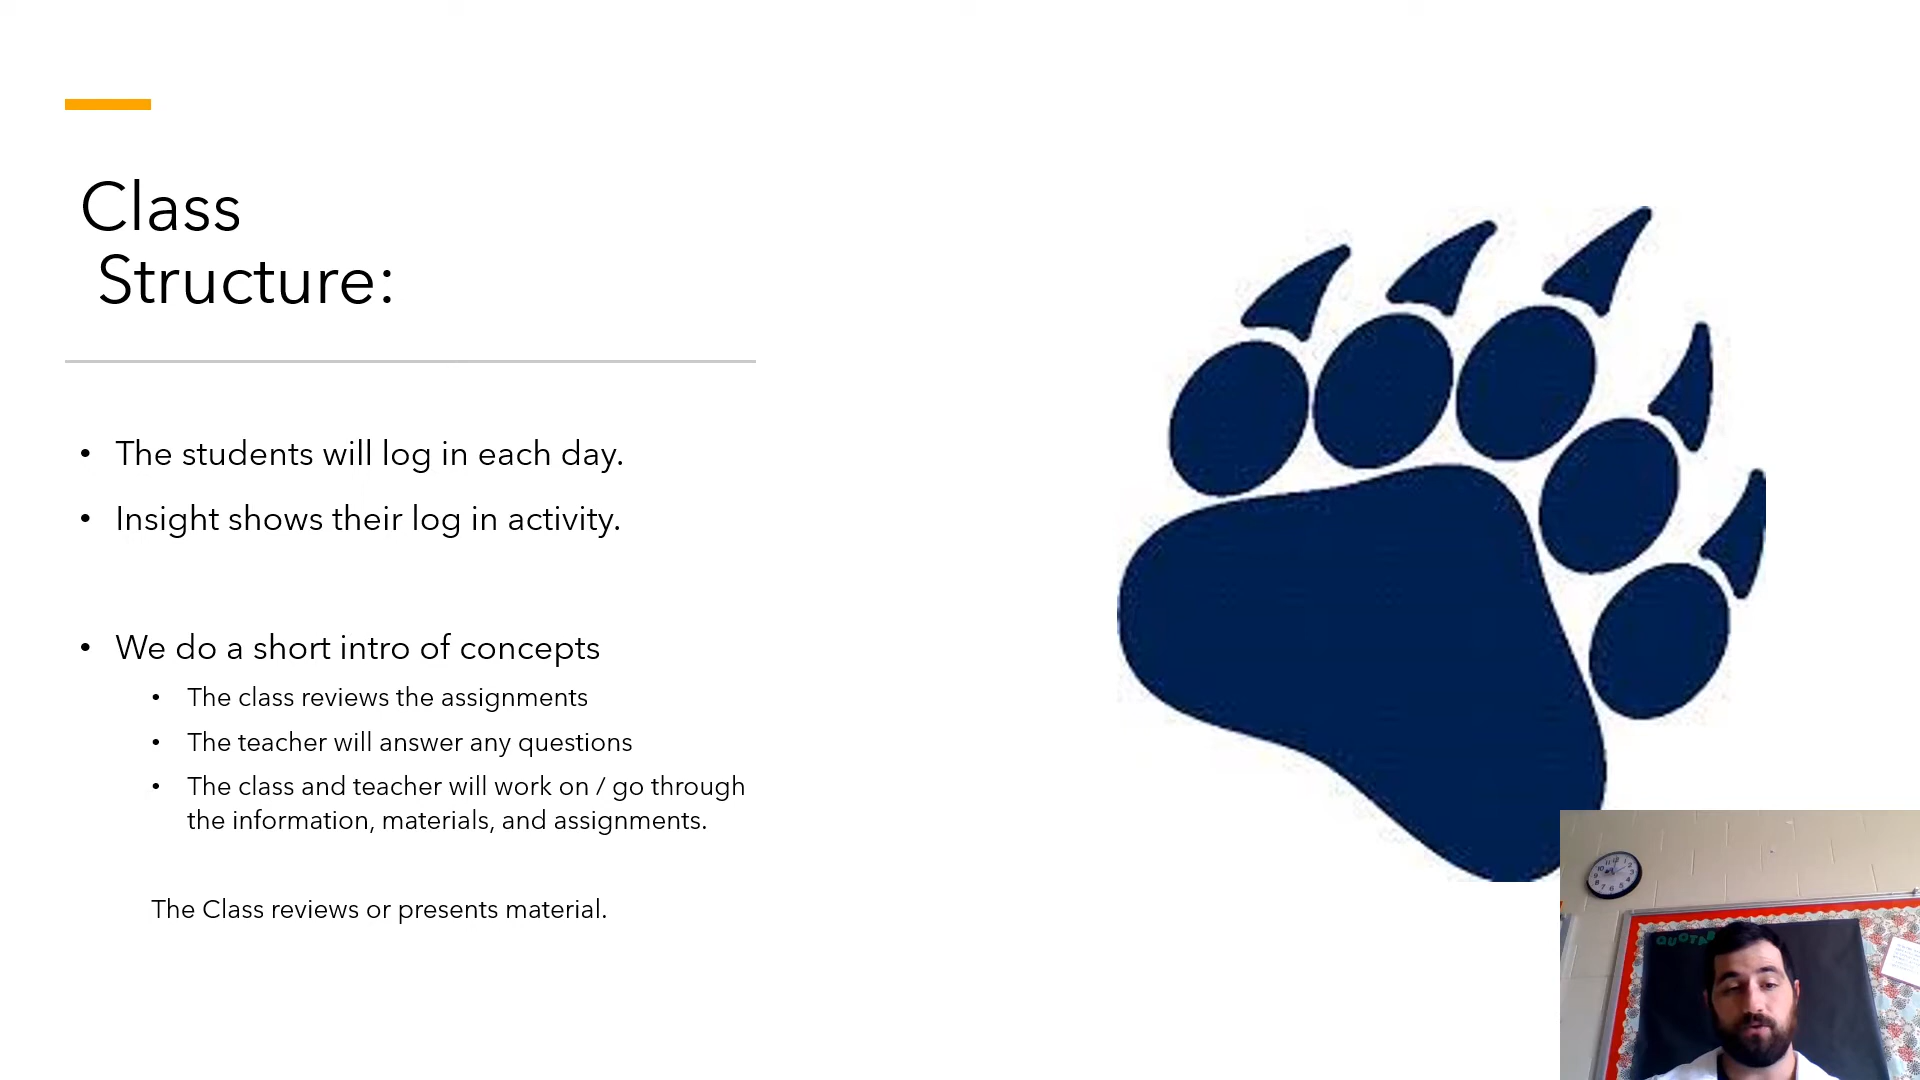 Class
Structure:
• The students will log in each day.
• Insight shows their log in activity.
• We do a short intro of concepts
• The class reviews the assignments
• The teacher will answer any questions
• The class and teacher will work on / go through
the information, materials, and assignments.
The Class reviews or presents material.